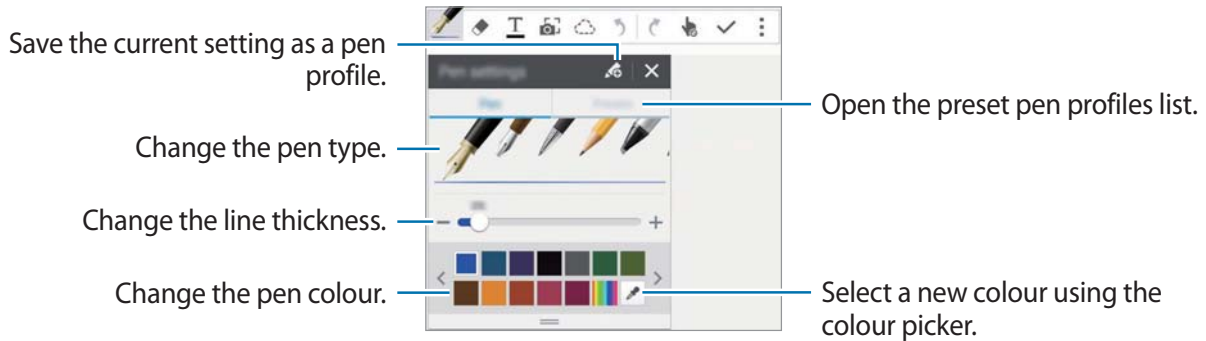 Save the current setting as a pen
profile.
Pen settings
Pen
Open the preset pen profiles list.
Change the pen type.
Change the line thickness.
Change the pen colour.
Select a new colour using the
colour picker.